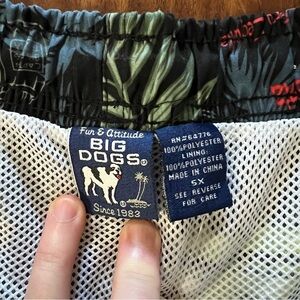 Fun & Attitude
BIG
DOGS®
Since 1983
RN#64776
100%POLYESTER
LINING:
100%POLYESTER
MADE IN CHINA
5X
SEE REVERSE
FOR CARE